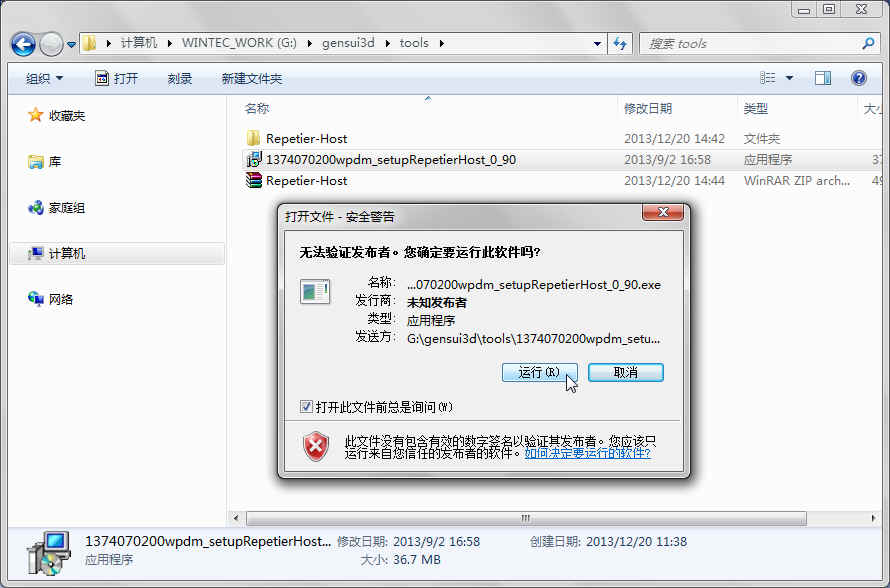 计算机 WINTEC_WORK (G:) gensui3d tools 搜索 tools
组织 打开 刻录 新建文件夹
名称 修改日期 类型
收藏夹
库
家庭组
计算机
网络
Repetier-Host 2013/12/20 14:42 文件夹
1374070200wpdm_setupRepetierHost_0_90 2013/9/2 16:58 应用程序
Repetier-Host 2013/12/20 14:44 WinRAR ZIP arch...
打开文件 - 安全警告
无法验证发布者。您确定要运行此软件吗?
名称: ...070200wpdm_setupRepetierHost_0_90.exe
发行商: 未知发布者
类型: 应用程序
发送方: G:\gensui3d\tools\1374070200wpdm_setu...
运行(R) 取消
打开此文件前总是询问(W)
此文件没有包含有效的数字签名以验证其发布者。您应该只
运行来自您信任的发布者的软件。如何决定要运行的软件?
1374070200wpdm_setupRepetierHost... 修改日期: 2013/9/2 16:58 创建日期: 2013/12/20 11:38
应用程序 大小: 36.7 MB